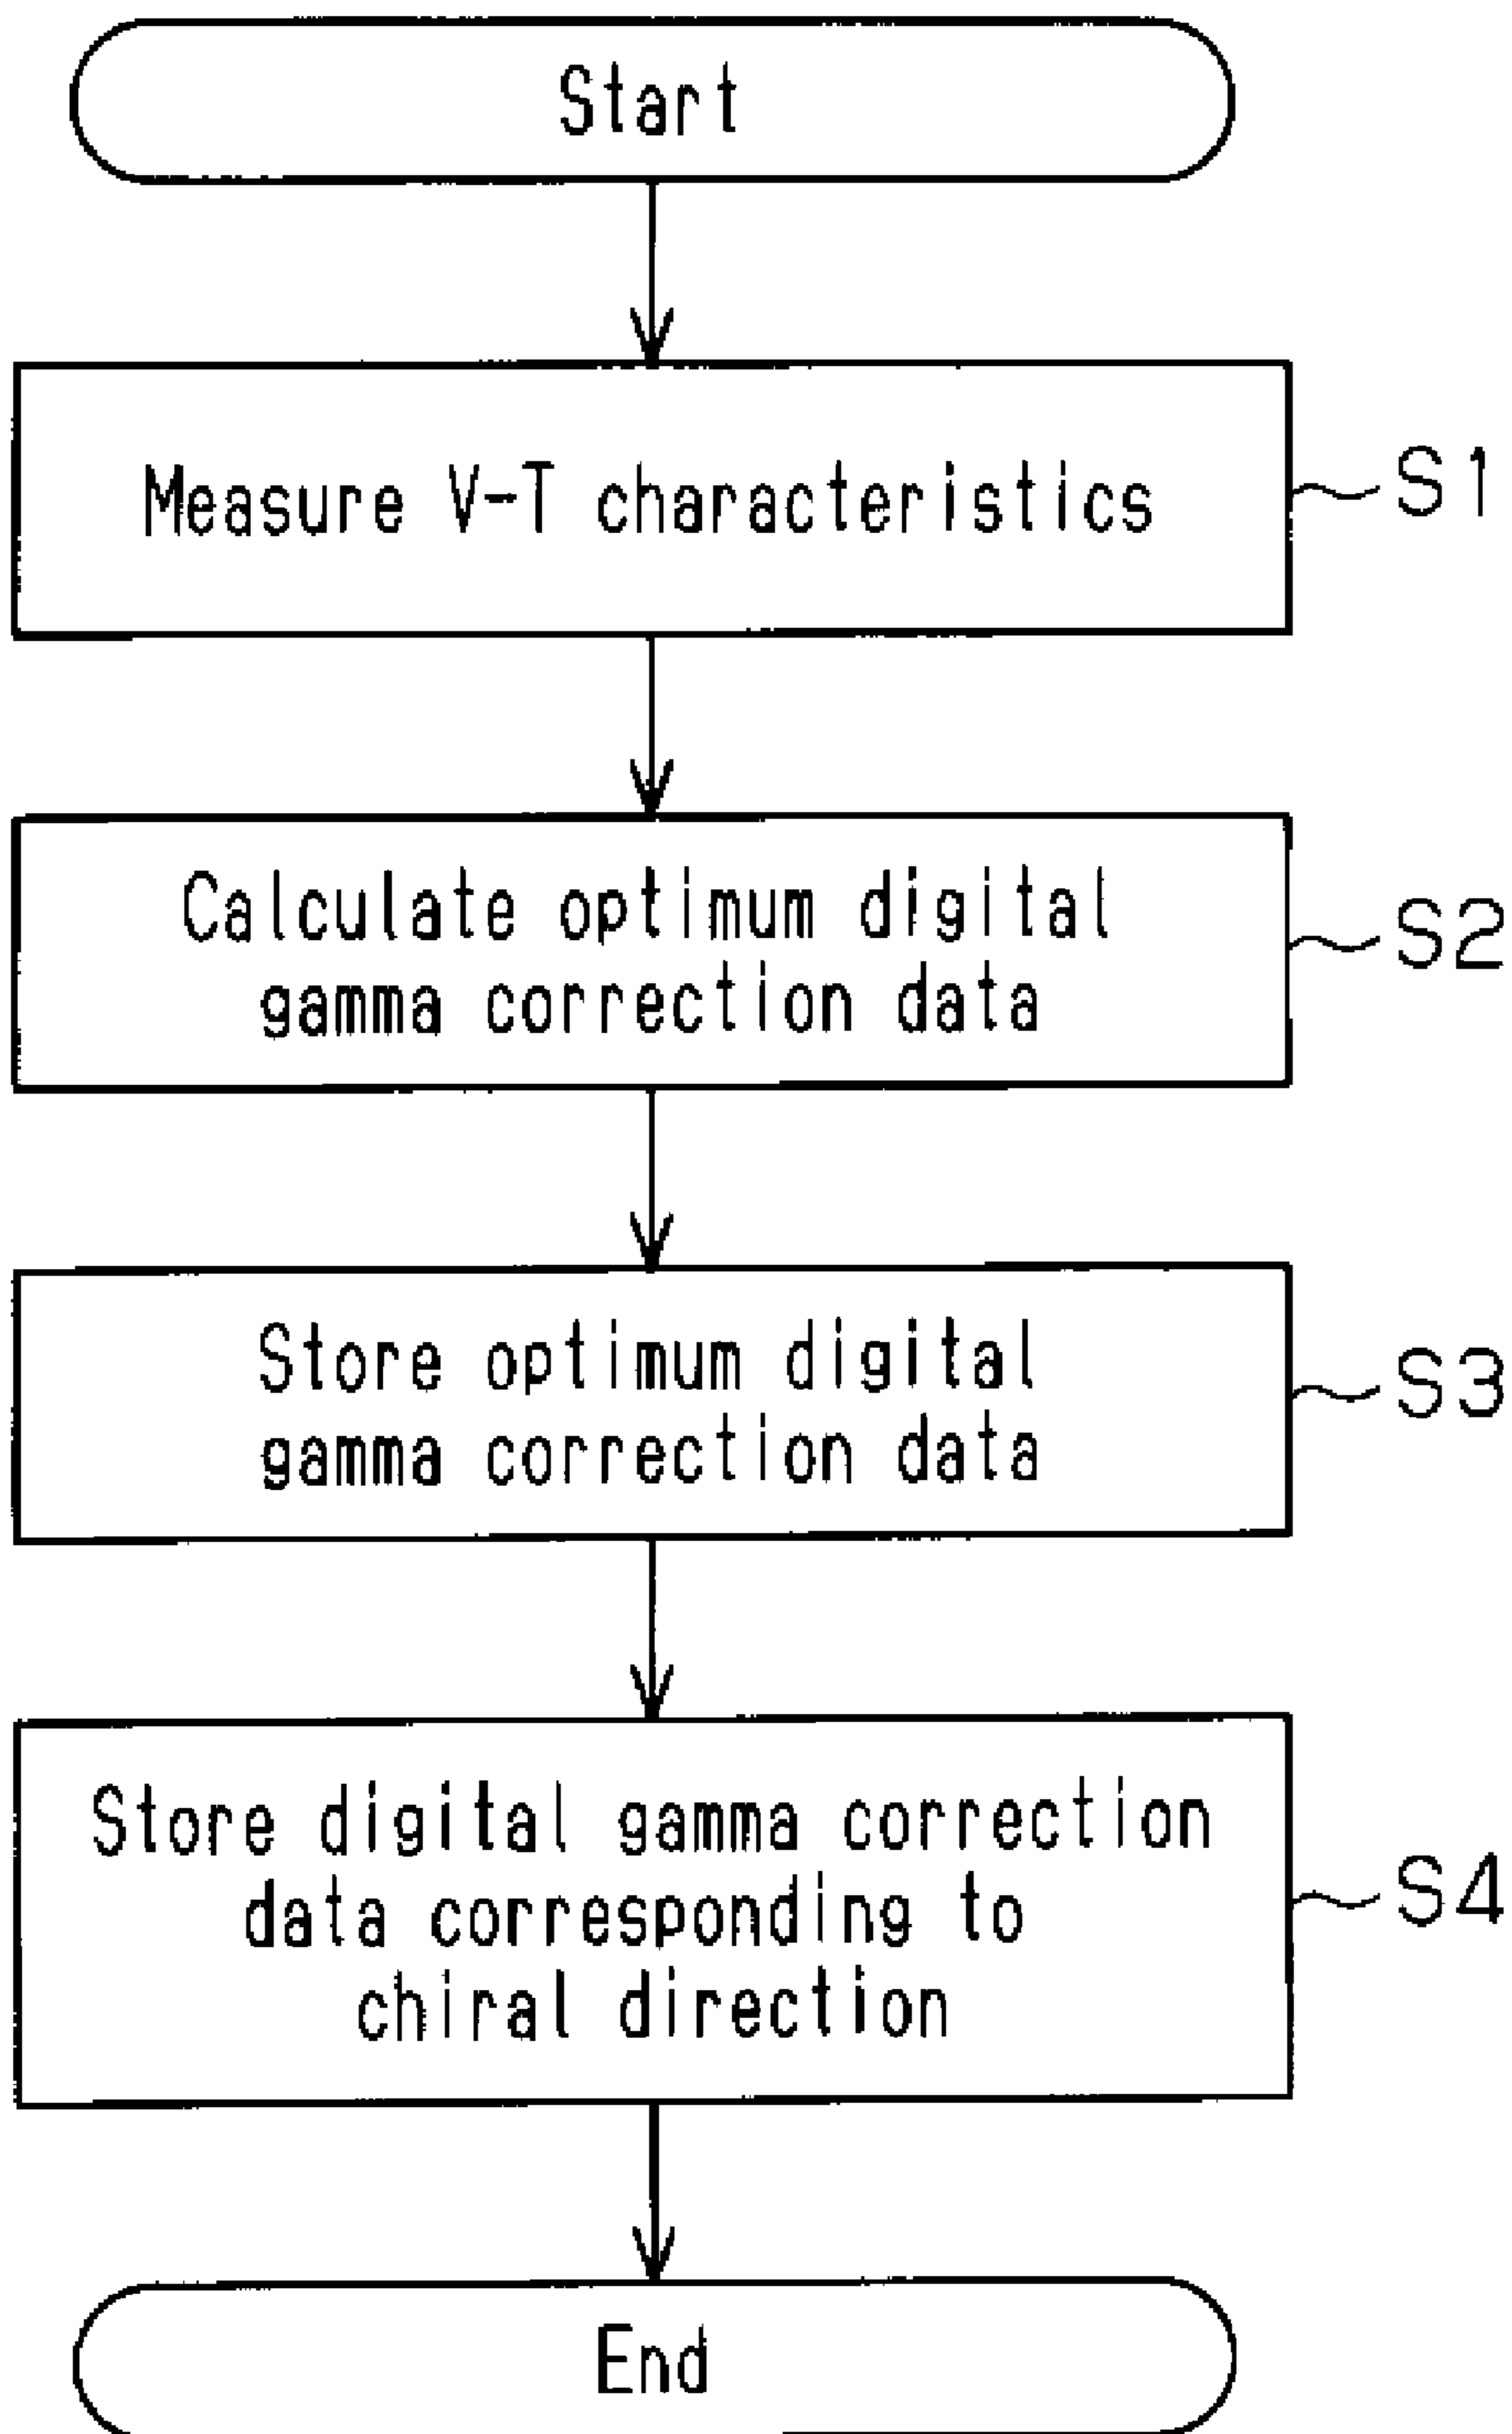 Start
Measure V-T characteristics
S1
Calculate optimum digital
gamma correction data
S2
Store optimum digital
gamma correction data
S3
Store digital gamma correction
data corresponding to
chiral direction
S4
End